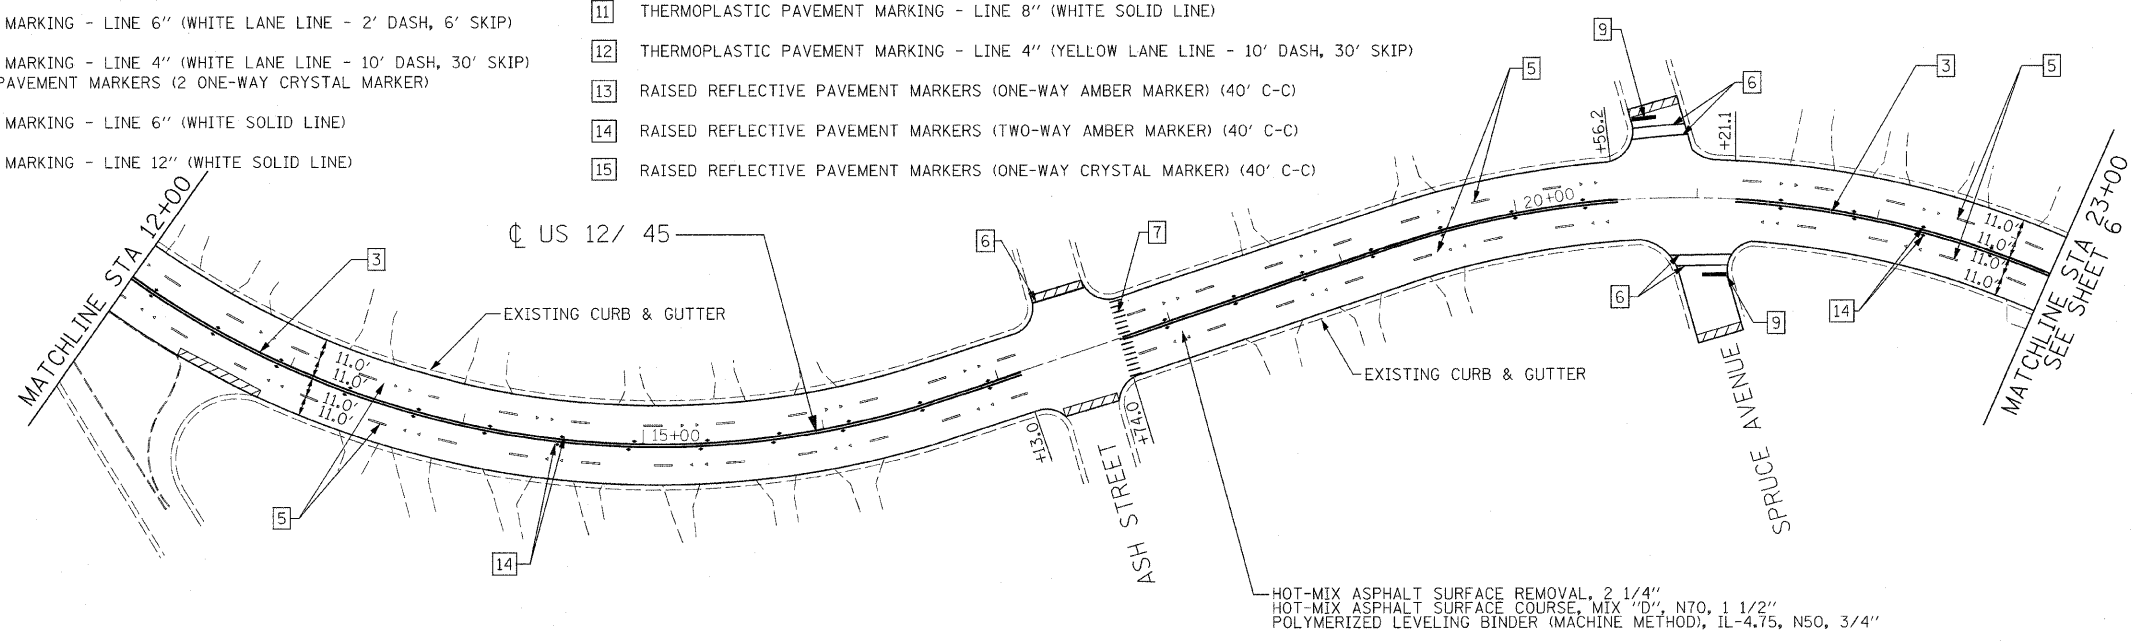 MARKING - LINE 6" (WHITE LANE LINE - 2' DASH, 6' SKIP)
MARKING - LINE 4" (WHITE LANE LINE - 10' DASH, 30' SKIP)
PAVEMENT MARKERS (2 ONE-WAY CRYSTAL MARKER)
MARKING - LINE 6" (WHITE SOLID LINE)
MARKING - LINE 12" (WHITE SOLID LINE)
11 THERMOPLASTIC PAVEMENT MARKING - LINE 8" (WHITE SOLID LINE)
12 THERMOPLASTIC PAVEMENT MARKING - LINE 4" (YELLOW LANE LINE - 10' DASH, 30' SKIP)
13 RAISED REFLECTIVE PAVEMENT MARKERS (ONE-WAY AMBER MARKER) (40' C-C)
14 RAISED REFLECTIVE PAVEMENT MARKERS (TWO-WAY AMBER MARKER) (40' C-C)
15 RAISED REFLECTIVE PAVEMENT MARKERS (ONE-WAY CRYSTAL MARKER) (40' C-C)
MATCHLINE STA 12+00
3
℄ US 12/ 45
EXISTING CURB & GUTTER
11.0'
11.0'
11.0'
11.0'
15+00
5
14
6
7
+13.0
+74.0
ASH STREET
5
20+00
9
6
+56.2
+21.1
3
5
11.0'
11.0'
11.0'
11.0'
6
9
14
EXISTING CURB & GUTTER
SPRUCE AVENUE
MATCHLINE STA 23+00
SEE SHEET 6
HOT-MIX ASPHALT SURFACE REMOVAL, 2 1/4"
HOT-MIX ASPHALT SURFACE COURSE, MIX "D", N70, 1 1/2"
POLYMERIZED LEVELING BINDER (MACHINE METHOD), IL-4.75, N50, 3/4"